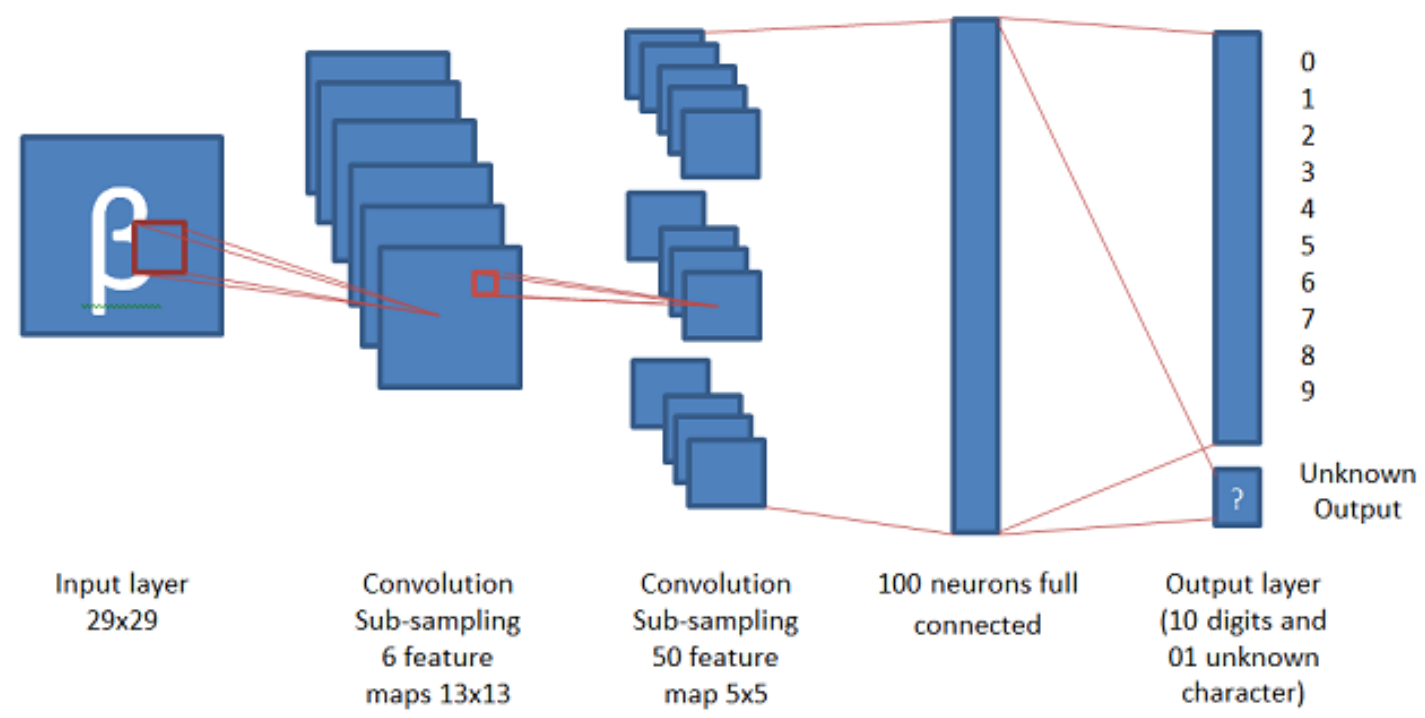 β
0
1
2
3
4
5
6
7
8
9
?
Unknown
Output
Input layer
29x29
Convolution
Sub-sampling
6 feature
maps 13x13
Convolution
Sub-sampling
50 feature
map 5x5
100 neurons full
connected
Output layer
(10 digits and
01 unknown
character)